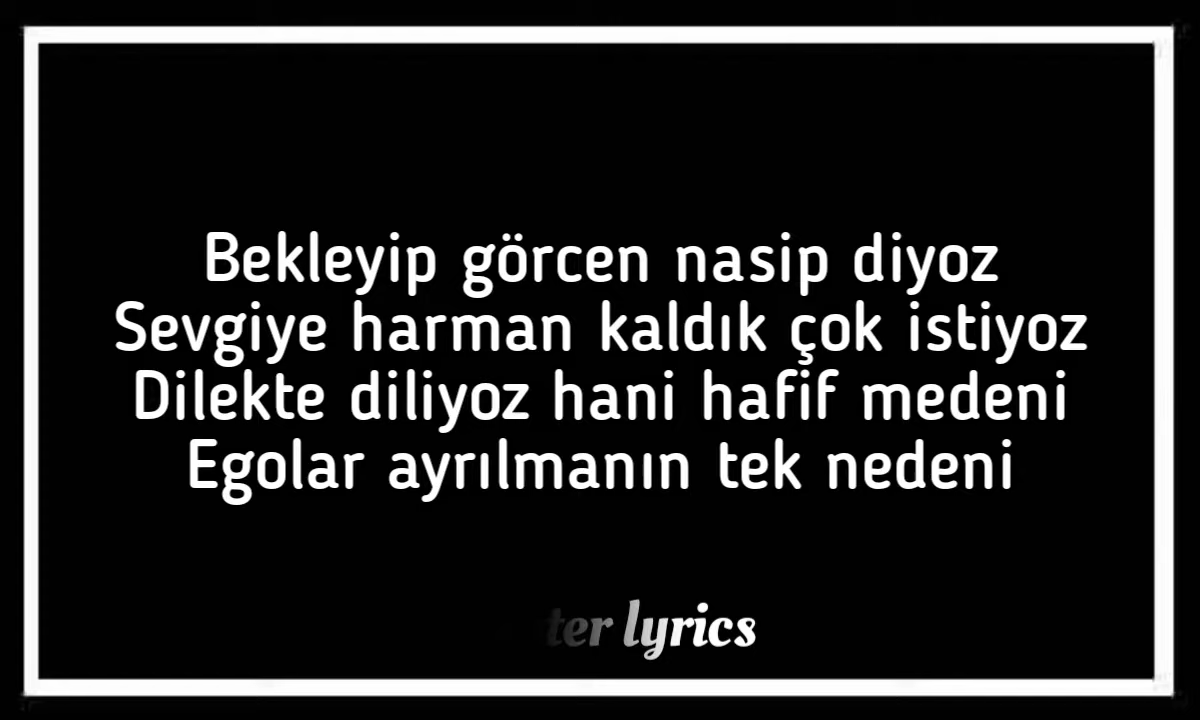 Bekleyip görcen nasip diyoz
Sevgiye harman kaldık çok istiyoz
Dilekte diliyoz hani hafif medeni
Egolar ayrılmanın tek nedeni
lyrics